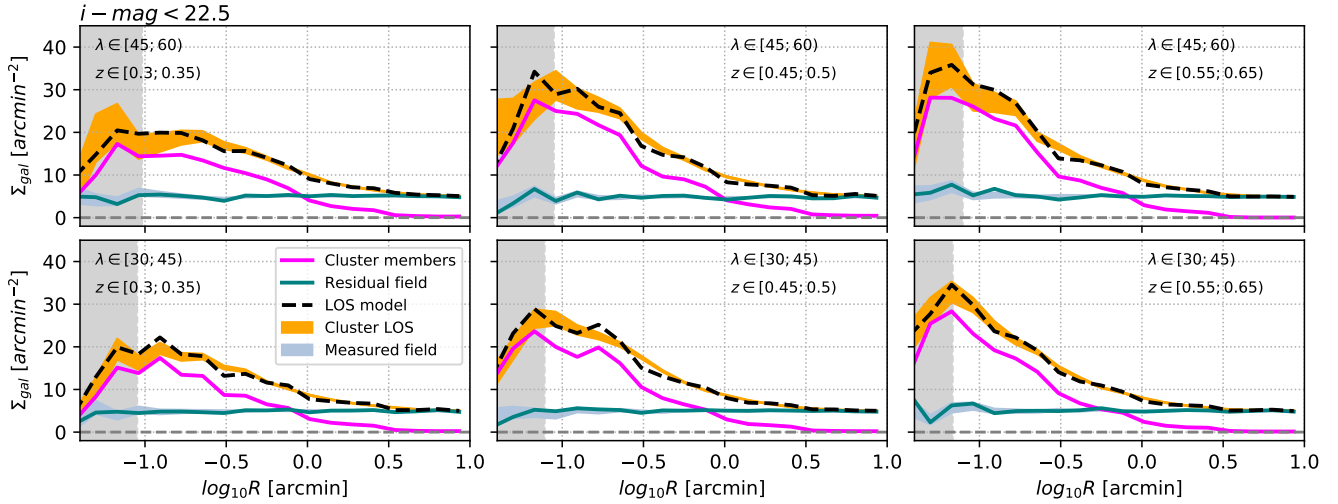 i − mag < 22.5
λ ∈ [45; 60)
z ∈ [0.3; 0.35)
λ ∈ [45; 60)
z ∈ [0.45; 0.5)
λ ∈ [45; 60)
z ∈ [0.55; 0.65)
Σgal [arcmin−2]
40
30
20
10
0
λ ∈ [30; 45)
z ∈ [0.3; 0.35)
Cluster members
Residual field
LOS model
Cluster LOS
Measured field
λ ∈ [30; 45)
z ∈ [0.45; 0.5)
λ ∈ [30; 45)
z ∈ [0.55; 0.65)
Σgal [arcmin−2]
40
30
20
10
0
−1.0 −0.5 0.0 0.5 1.0
−1.0 −0.5 0.0 0.5 1.0
−1.0 −0.5 0.0 0.5 1.0
log10R [arcmin]
log10R [arcmin]
log10R [arcmin]